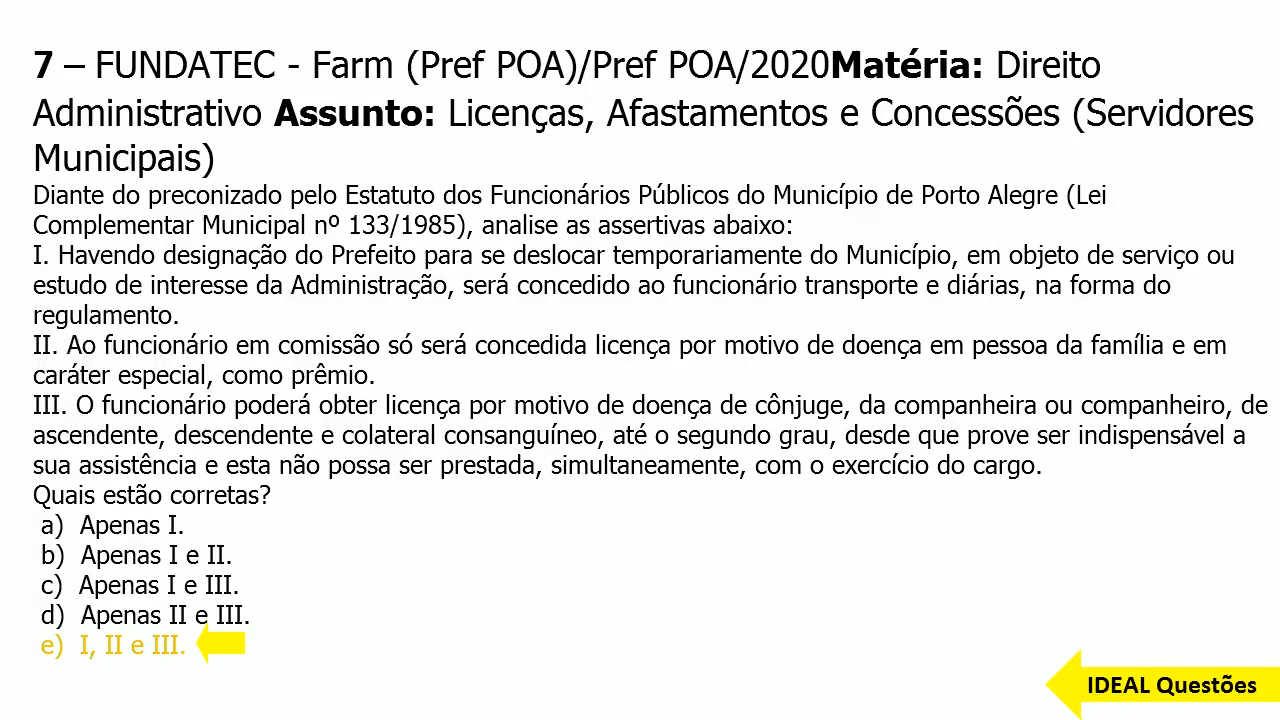 7 – FUNDATEC - Farm (Pref POA)/Pref POA/2020Matéria: Direito
Administrativo Assunto: Licenças, Afastamentos e Concessões (Servidores
Municipais)
Diante do preconizado pelo Estatuto dos Funcionários Públicos do Município de Porto Alegre (Lei
Complementar Municipal nº 133/1985), analise as assertivas abaixo:
I. Havendo designação do Prefeito para se deslocar temporariamente do Município, em objeto de serviço ou
estudo de interesse da Administração, será concedido ao funcionário transporte e diárias, na forma do
regulamento.
II. Ao funcionário em comissão só será concedida licença por motivo de doença em pessoa da família e em
caráter especial, como prêmio.
III. O funcionário poderá obter licença por motivo de doença de cônjuge, da companheira ou companheiro, de
ascendente, descendente e colateral consanguíneo, até o segundo grau, desde que prove ser indispensável a
sua assistência e esta não possa ser prestada, simultaneamente, com o exercício do cargo.
Quais estão corretas?
a) Apenas I.
b) Apenas I e II.
c) Apenas I e III.
d) Apenas II e III.
e) I, II e III.
IDEAL Questões